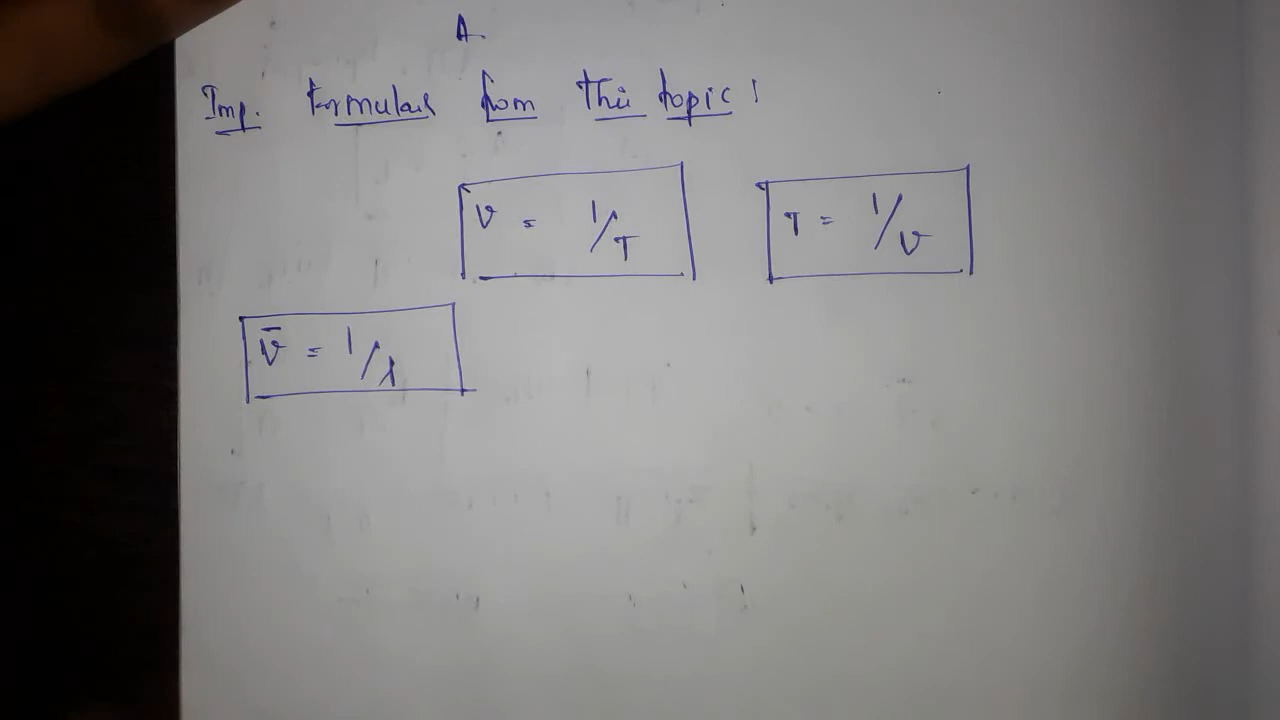 A
Imp. Formulas from this topic :
ν = 1/T T = 1/ν
ν̄ = 1/λ